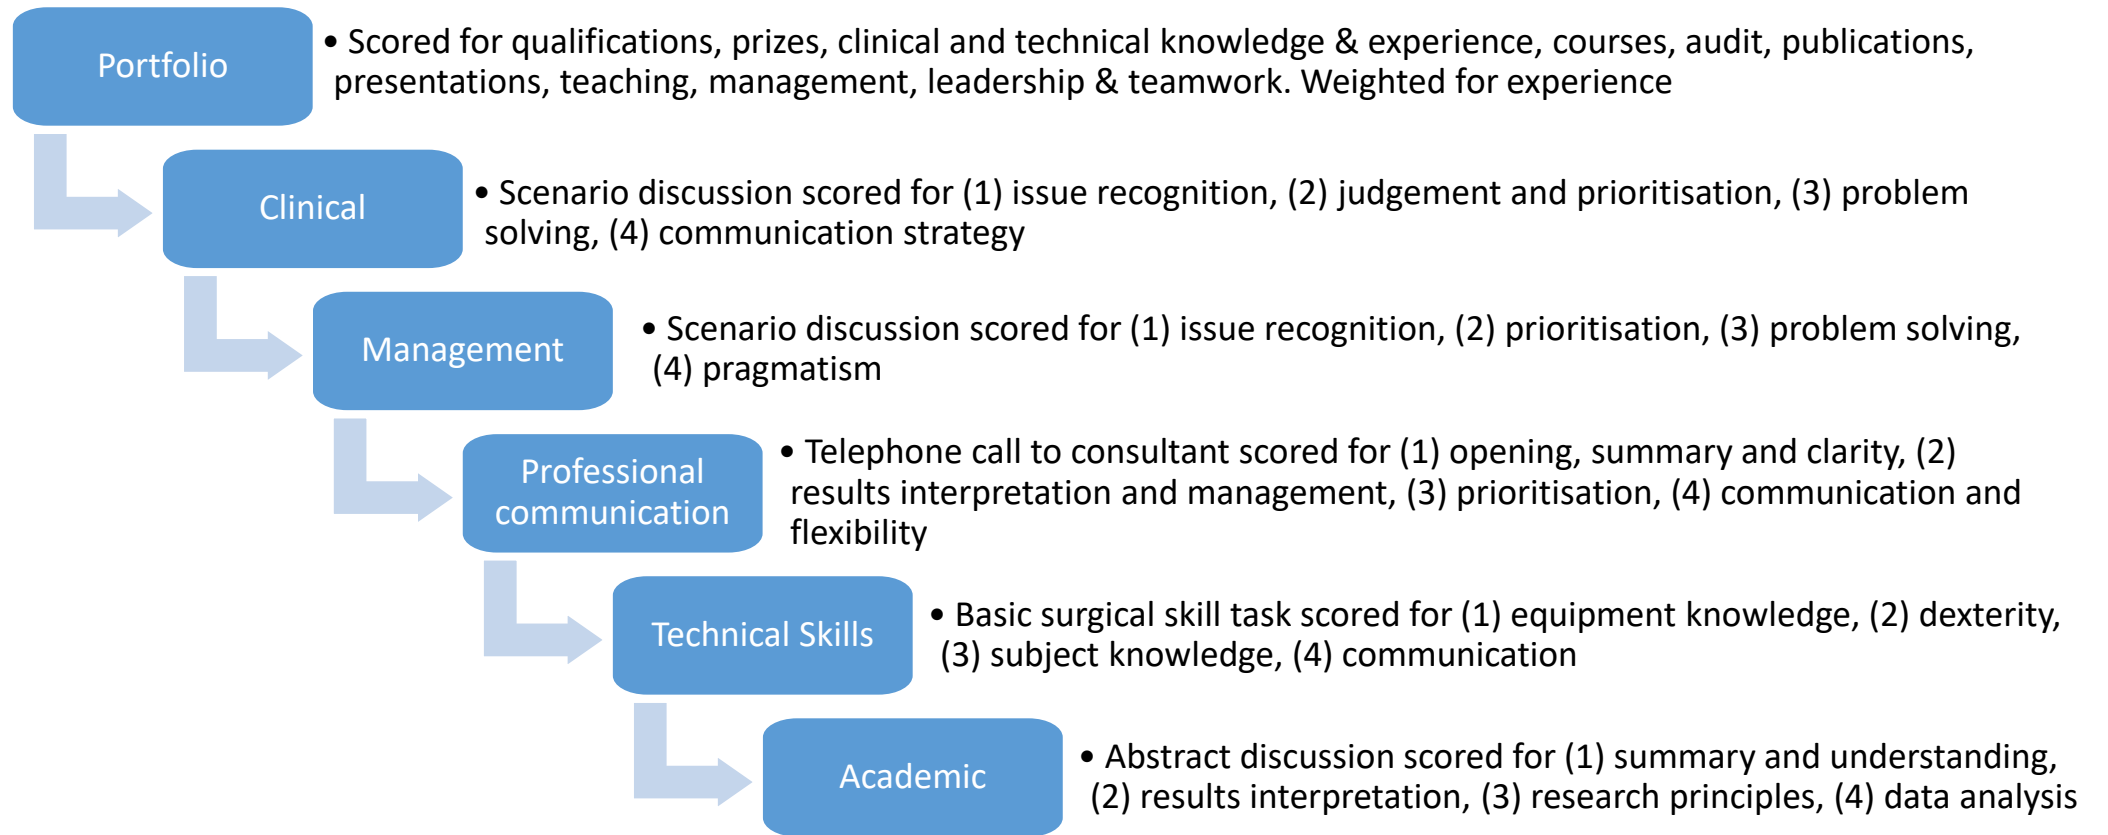 Portfolio
• Scored for qualifications, prizes, clinical and technical knowledge & experience, courses, audit, publications,
presentations, teaching, management, leadership & teamwork. Weighted for experience
Clinical
• Scenario discussion scored for (1) issue recognition, (2) judgement and prioritisation, (3) problem
solving, (4) communication strategy
Management
• Scenario discussion scored for (1) issue recognition, (2) prioritisation, (3) problem solving,
(4) pragmatism
Professional
communication
• Telephone call to consultant scored for (1) opening, summary and clarity, (2)
results interpretation and management, (3) prioritisation, (4) communication and
flexibility
Technical Skills
• Basic surgical skill task scored for (1) equipment knowledge, (2) dexterity,
(3) subject knowledge, (4) communication
Academic
• Abstract discussion scored for (1) summary and understanding,
(2) results interpretation, (3) research principles, (4) data analysis